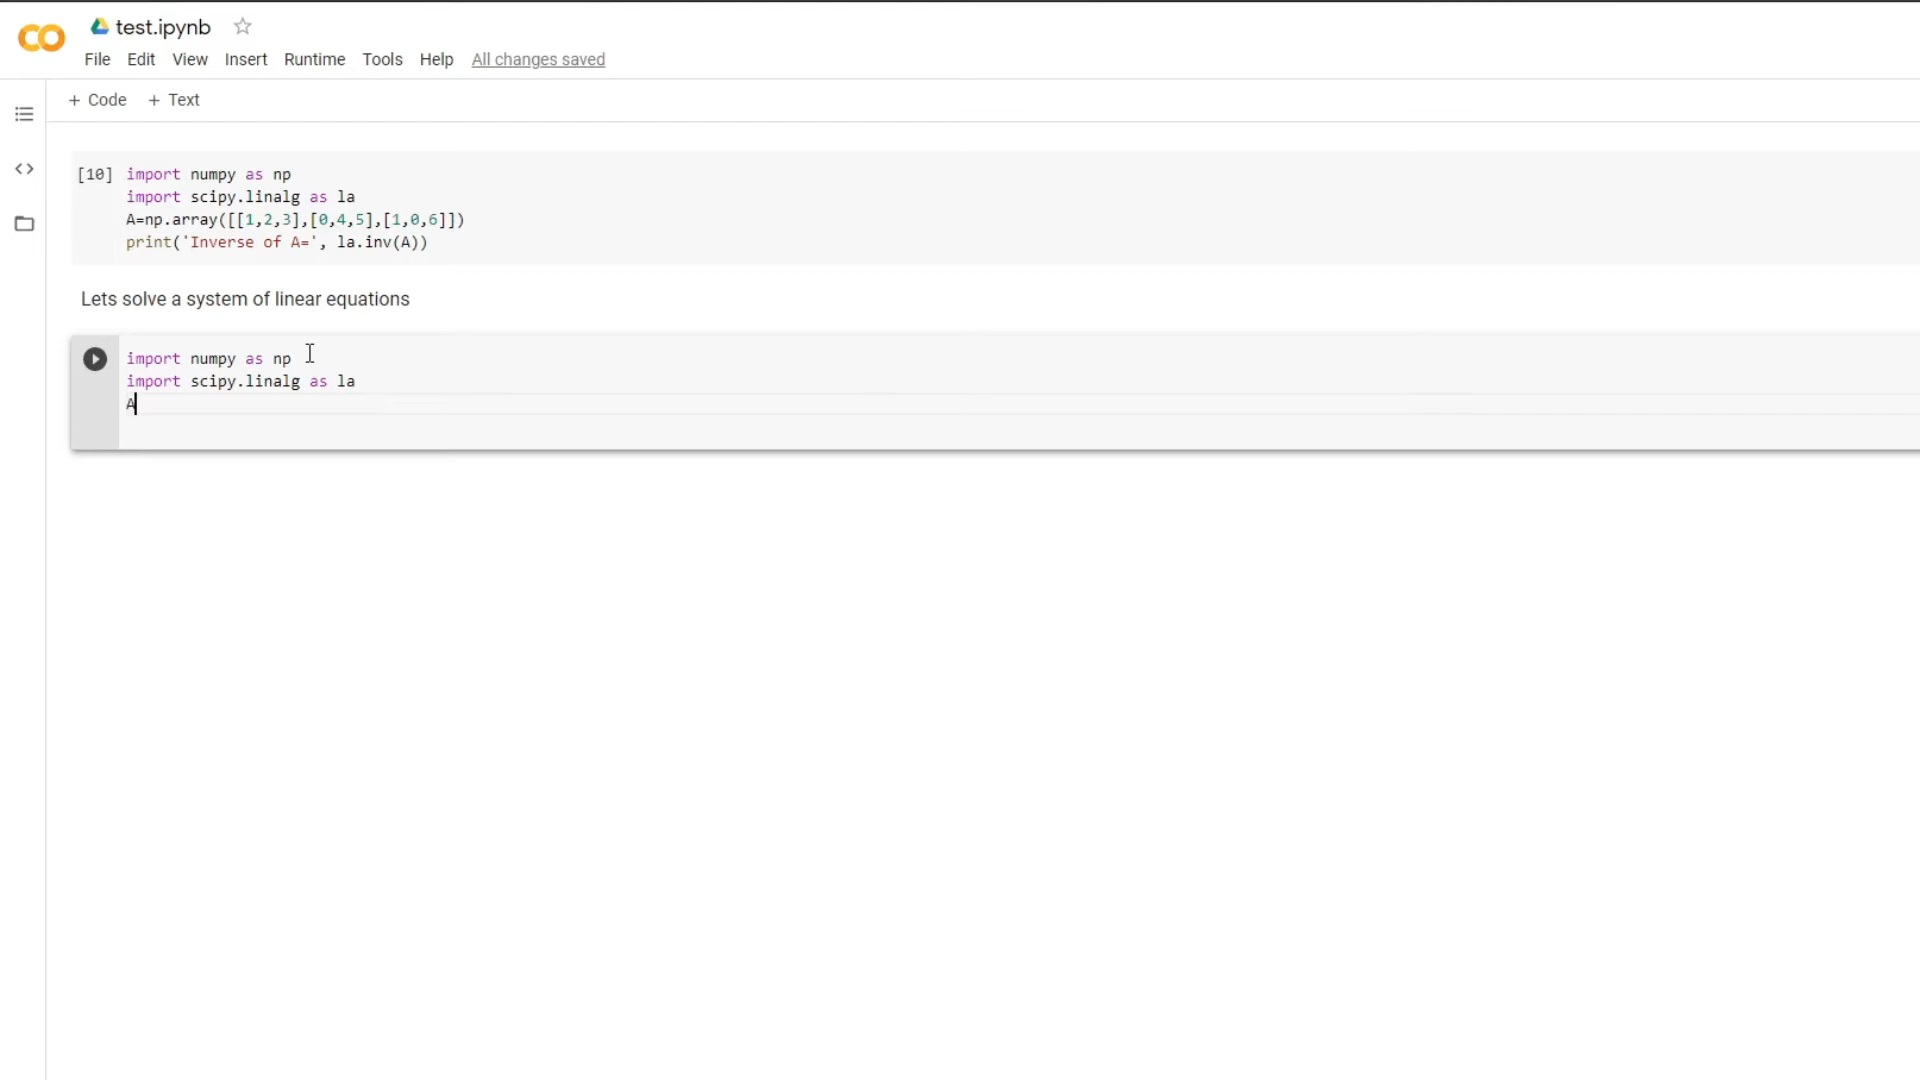 test.ipynb
File Edit View Insert Runtime Tools Help All changes saved
+ Code + Text
[10] import numpy as np
import scipy.linalg as la
A=np.array([[1,2,3],[0,4,5],[1,0,6]])
print('Inverse of A=', la.inv(A))
Lets solve a system of linear equations
import numpy as np
import scipy.linalg as la
A